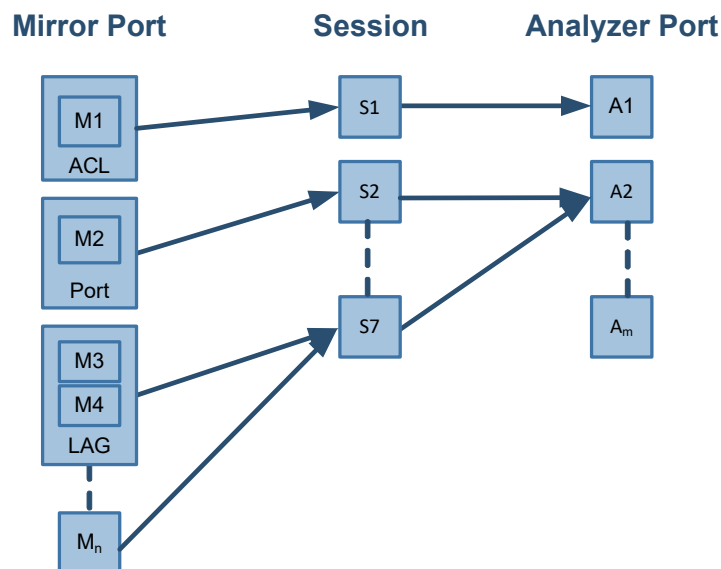 Mirror Port
Session
Analyzer Port
M1
ACL
S1
A1
M2
Port
S2
A2
M3
M4
LAG
S7
Aₘ
Mₙ